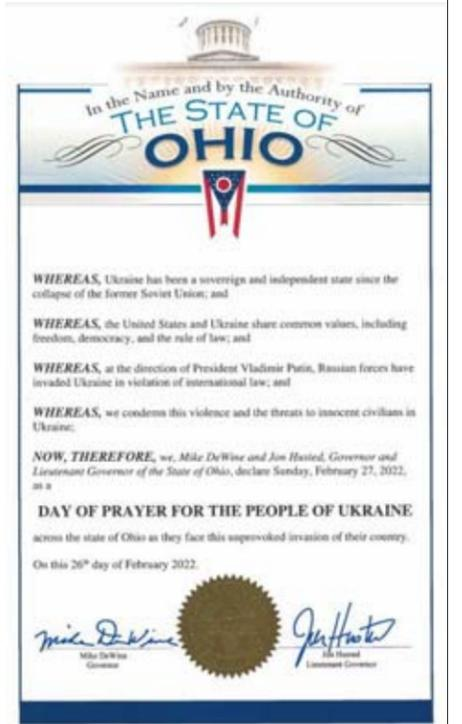 In the Name and by the Authority of
THE STATE OF
OHIO
WHEREAS, Ukraine has been a sovereign and independent state since the
collapse of the former Soviet Union; and
WHEREAS, the United States and Ukraine share common values, including
freedom, democracy, and the rule of law; and
WHEREAS, at the direction of President Vladimir Putin, Russian forces have
invaded Ukraine in violation of international law; and
WHEREAS, we condemn this violence and the threats to innocent civilians in
Ukraine;
NOW, THEREFORE, we, Mike DeWine and Jon Husted, Governor and
Lieutenant Governor of the State of Ohio, declare Sunday, February 27, 2022,
as a
DAY OF PRAYER FOR THE PEOPLE OF UKRAINE
across the state of Ohio as they face this unprovoked invasion of their country.
On this 26th day of February 2022.
Mike DeWine
Jon Husted
Mike DeWine
Governor
Jon Husted
Lieutenant Governor